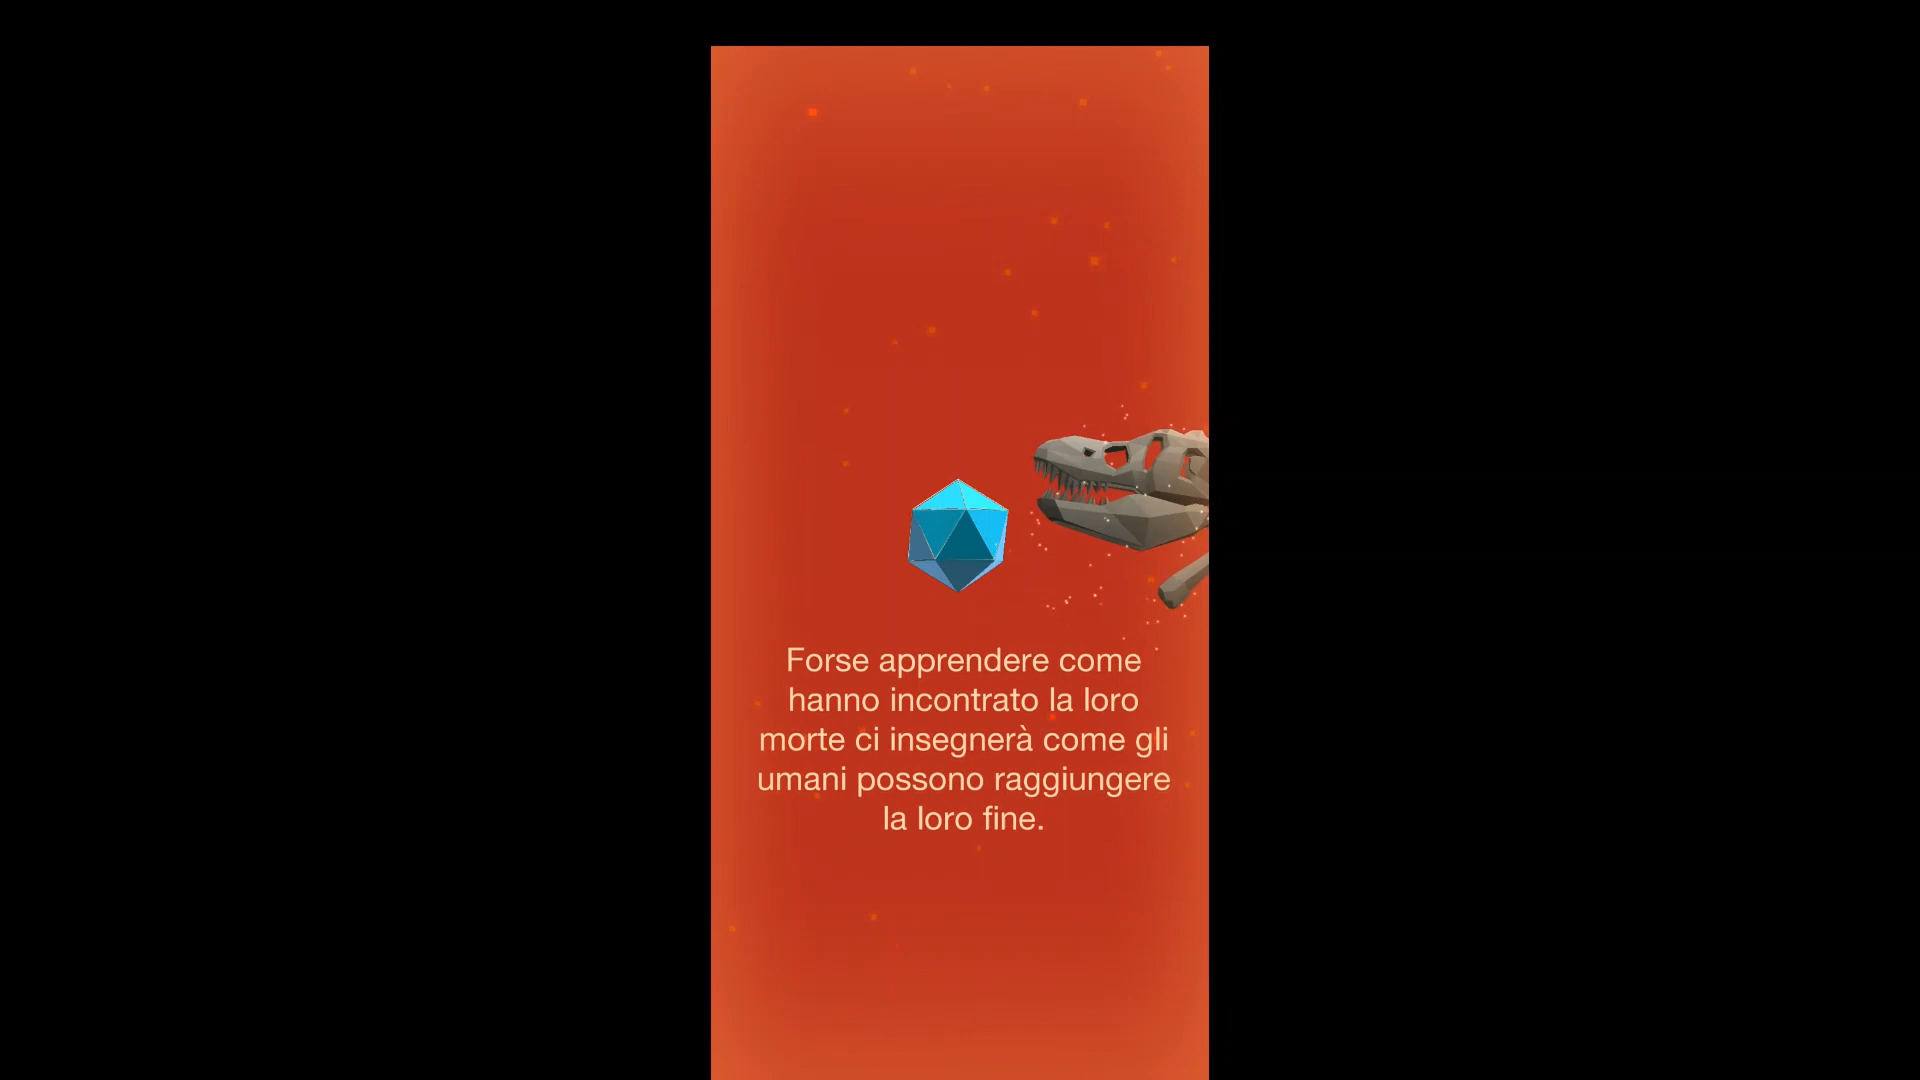 Forse apprendere come
hanno incontrato la loro
morte ci insegnerà come gli
umani possono raggiungere
la loro fine.